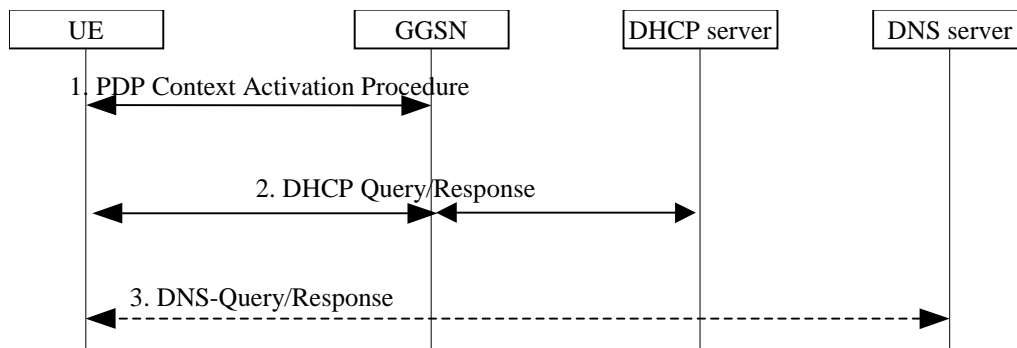 UE
GGSN
DHCP server
DNS server
1. PDP Context Activation Procedure
2. DHCP Query/Response
3. DNS-Query/Response